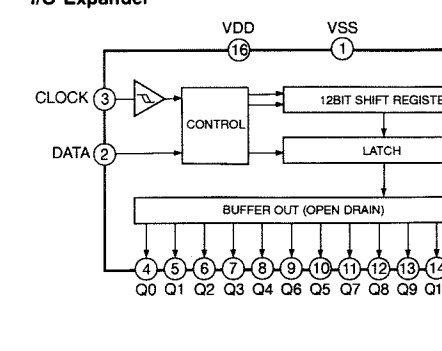 I/O Expander
VDD VSS
16 1
CLOCK 3 12BIT SHIFT REGISTE
CONTROL
DATA 2 LATCH
BUFFER OUT (OPEN DRAIN)
4 5 6 7 8 9 10 11 12 13 14
Q0 Q1 Q2 Q3 Q4 Q6 Q5 Q7 Q8 Q9 Q1